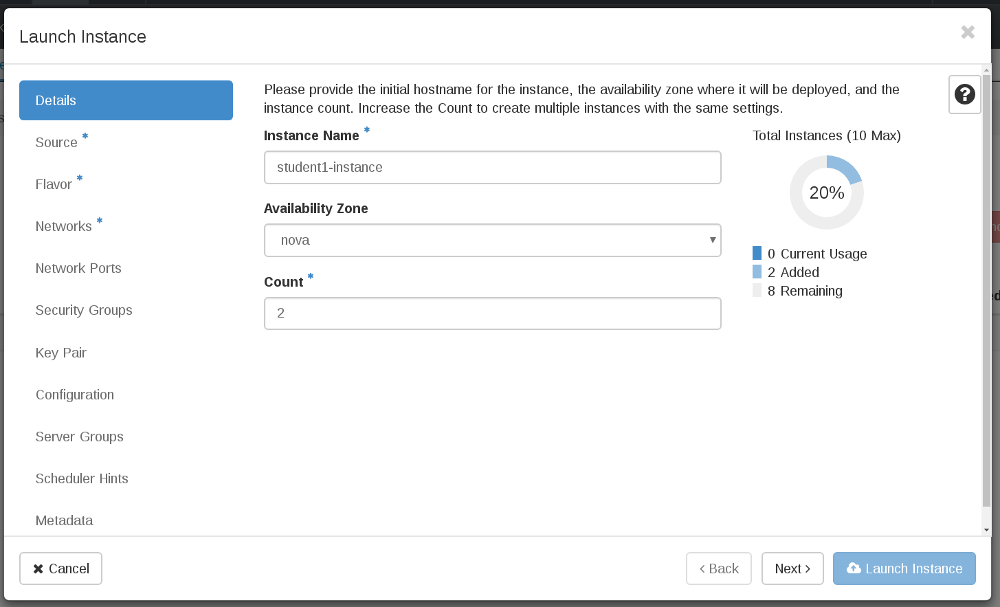 Launch Instance
Details
Source *
Flavor *
Networks *
Network Ports
Security Groups
Key Pair
Configuration
Server Groups
Scheduler Hints
Metadata
Please provide the initial hostname for the instance, the availability zone where it will be deployed, and the
instance count. Increase the Count to create multiple instances with the same settings.
Instance Name *
student1-instance
Availability Zone
nova
Count *
2
Total Instances (10 Max)
20%
0 Current Usage
2 Added
8 Remaining
Cancel
< Back
Next >
Launch Instance